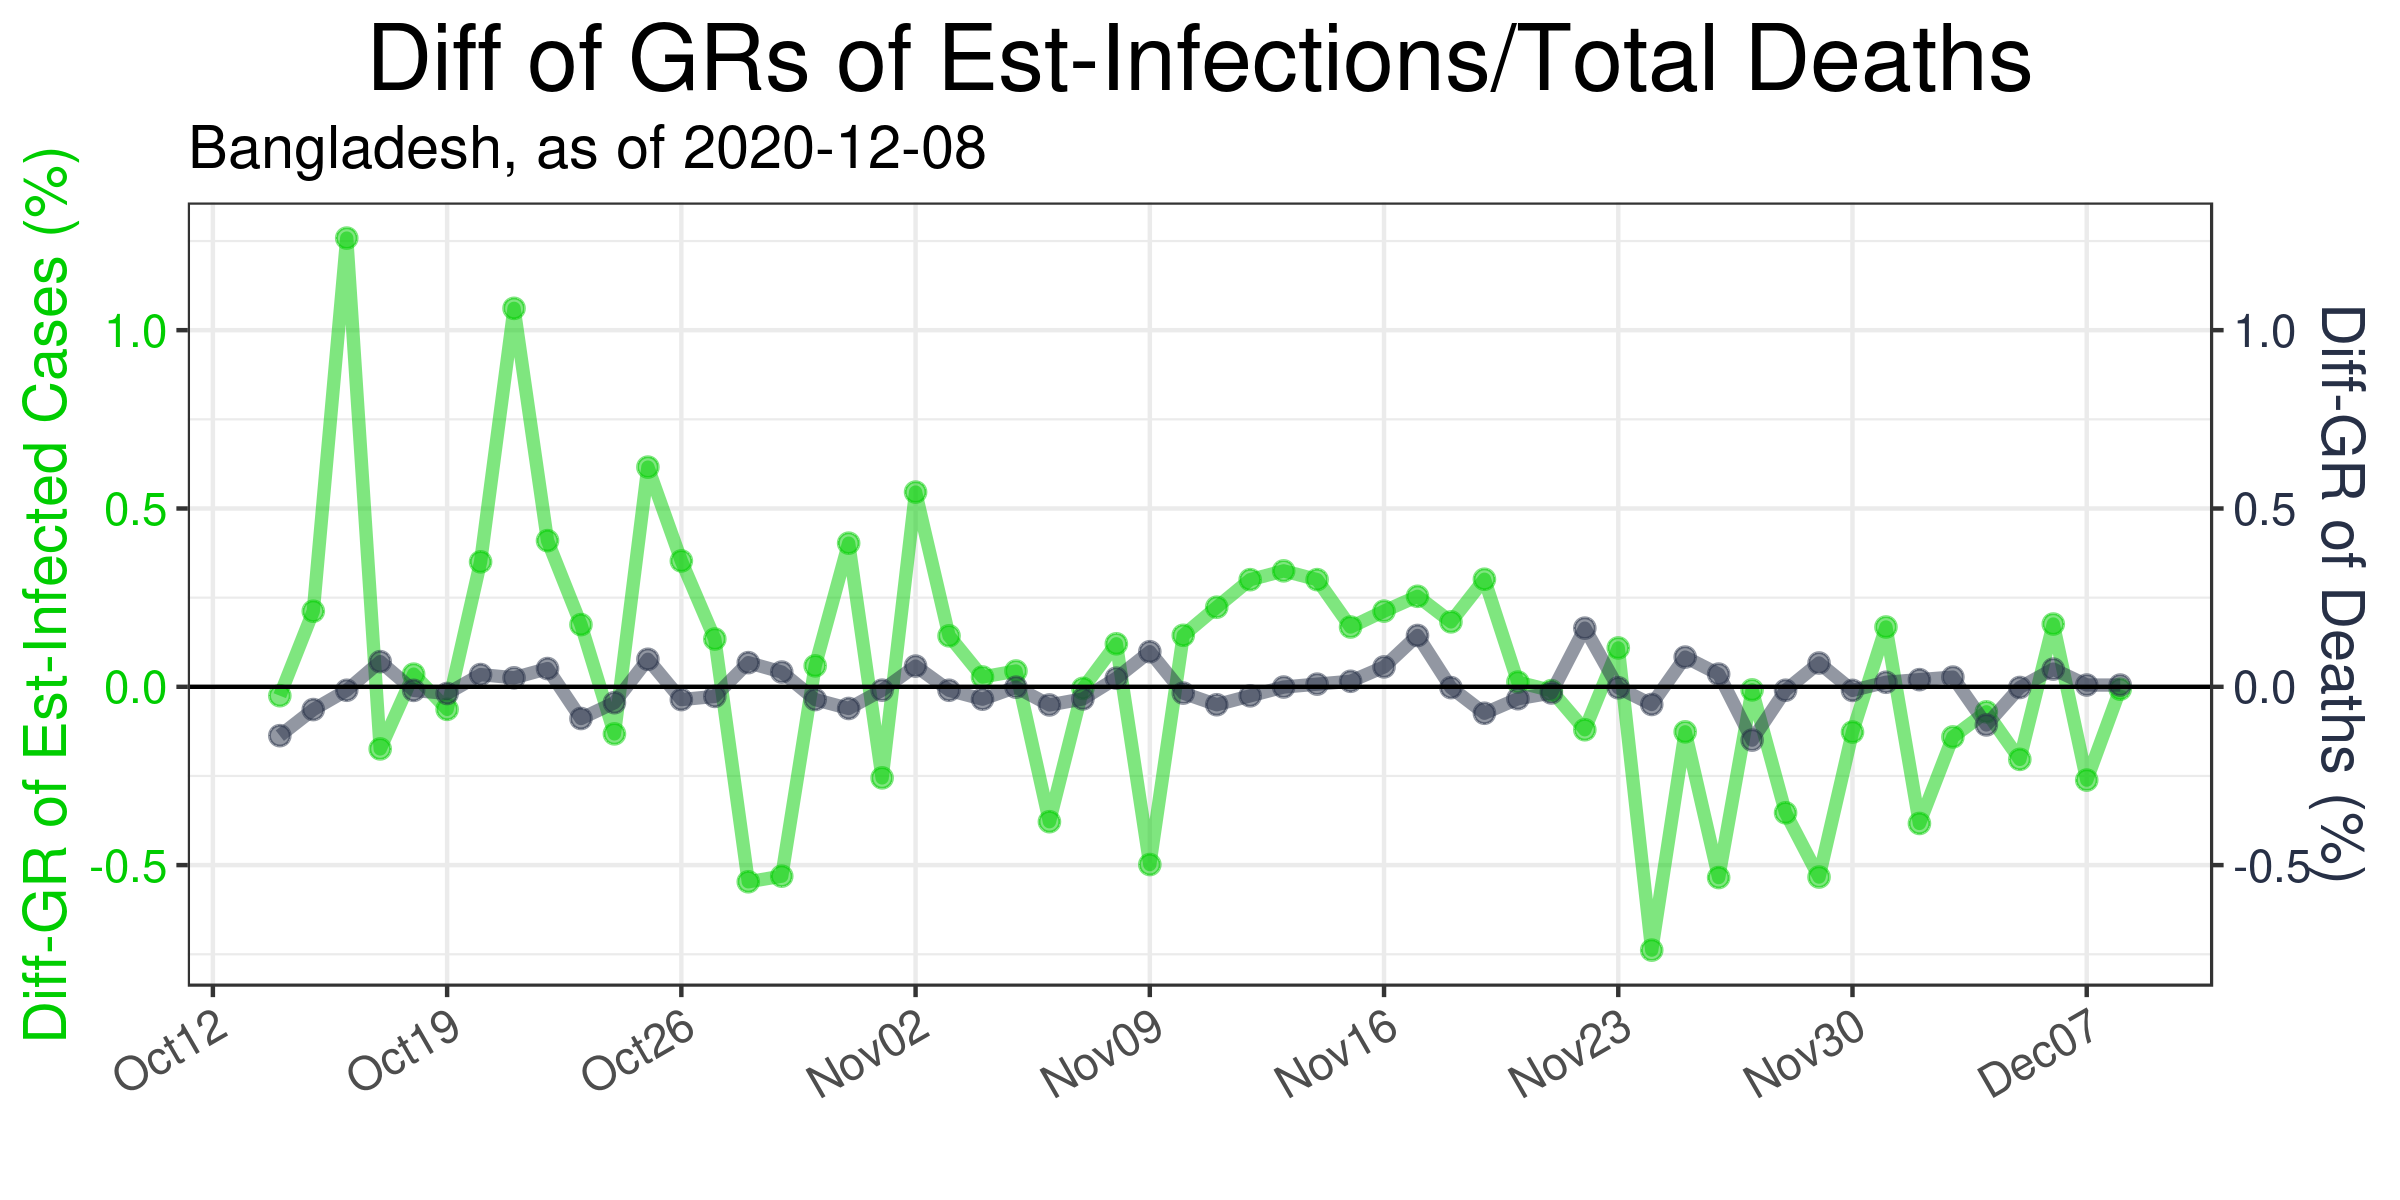 Diff of GRs of Est-Infections/Total Deaths
Bangladesh, as of 2020-12-08
Diff-GR of Est-Infected Cases (%)
1.0
0.5
0.0
-0.5
1.0
0.5
0.0
-0.5
Diff-GR of Deaths (%)
Oct12
Oct19
Oct26
Nov02
Nov09
Nov16
Nov23
Nov30
Dec07